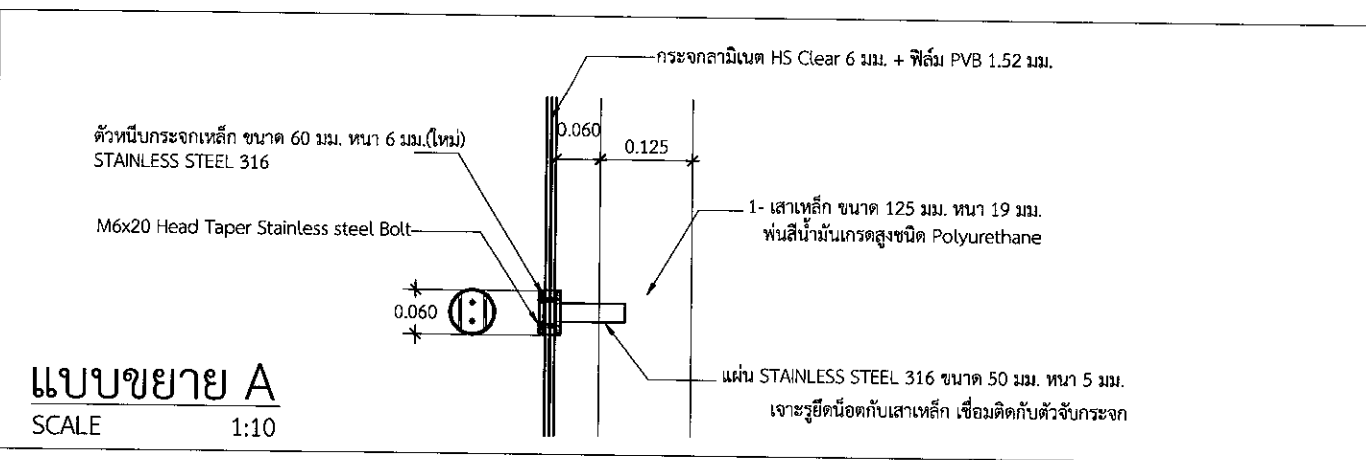 กระจกลามิเนต HS Clear 6 มม. + ฟิล์ม PVB 1.52 มม.
ตัวหนีบกระจกเหล็ก ขนาด 60 มม. หนา 6 มม.(ใหม่)
STAINLESS STEEL 316
0.060
0.125
M6x20 Head Taper Stainless steel Bolt
1- เสาเหล็ก ขนาด 125 มม. หนา 19 มม.
พ่นสีน้ำมันเกรดสูงชนิด Polyurethane
0.060
แผ่น STAINLESS STEEL 316 ขนาด 50 มม. หนา 5 มม.
เจาะรูยึดน็อตกับเสาเหล็ก เชื่อมติดกับตัวจับกระจก
แบบขยาย A
SCALE 1:10